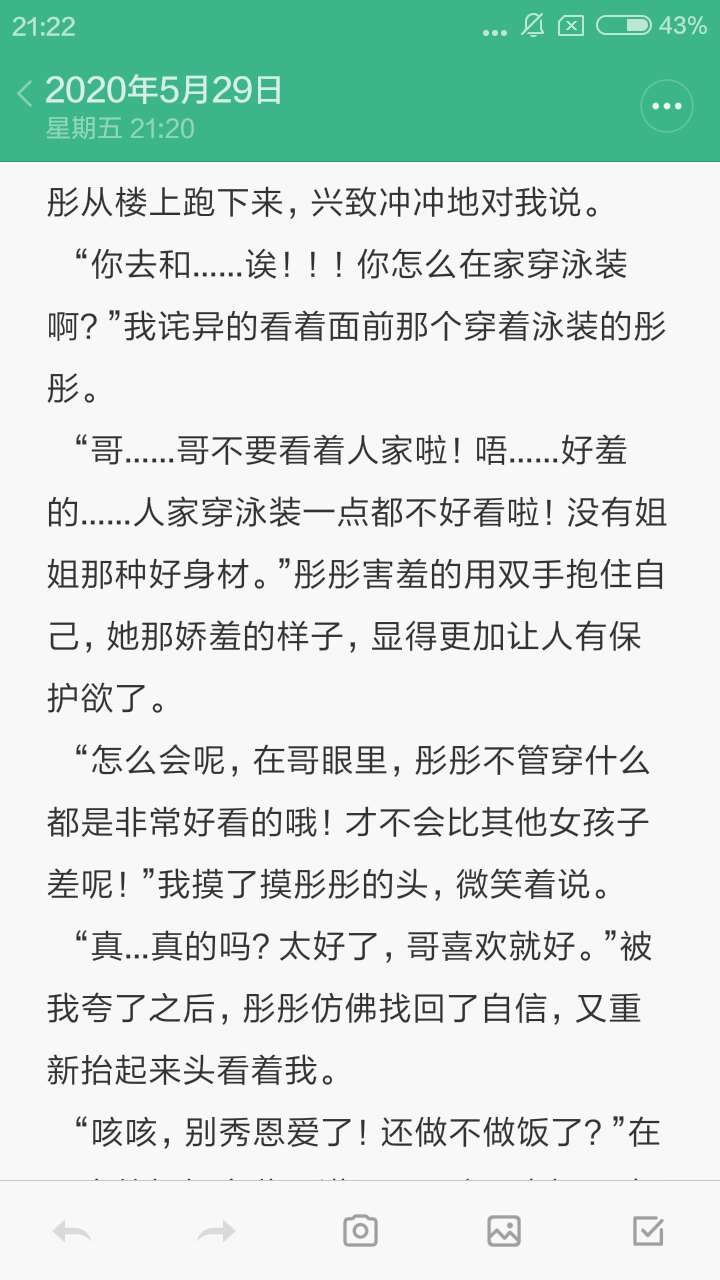 21:22
43%
2020年5月29日
星期五 21:20
彤从楼上跑下来，兴致冲冲地对我说。
“你去和......诶！！！你怎么在家穿泳装
啊？”我诧异的看着面前那个穿着泳装的彤
彤。
“哥......哥不要看着人家啦！唔......好羞
的......人家穿泳装一点都不好看啦！没有姐
姐那种好身材。”彤彤害羞的用双手抱住自
己，她那娇羞的样子，显得更加让人有保
护欲了。
“怎么会呢，在哥眼里，彤彤不管穿什么
都是非常好看的哦！才不会比其他女孩子
差呢！”我摸了摸彤彤的头，微笑着说。
“真...真的吗？太好了，哥喜欢就好。”被
我夸了之后，彤彤仿佛找回了自信，又重
新抬起来头看着我。
“咳咳，别秀恩爱了！还做不做饭了？”在